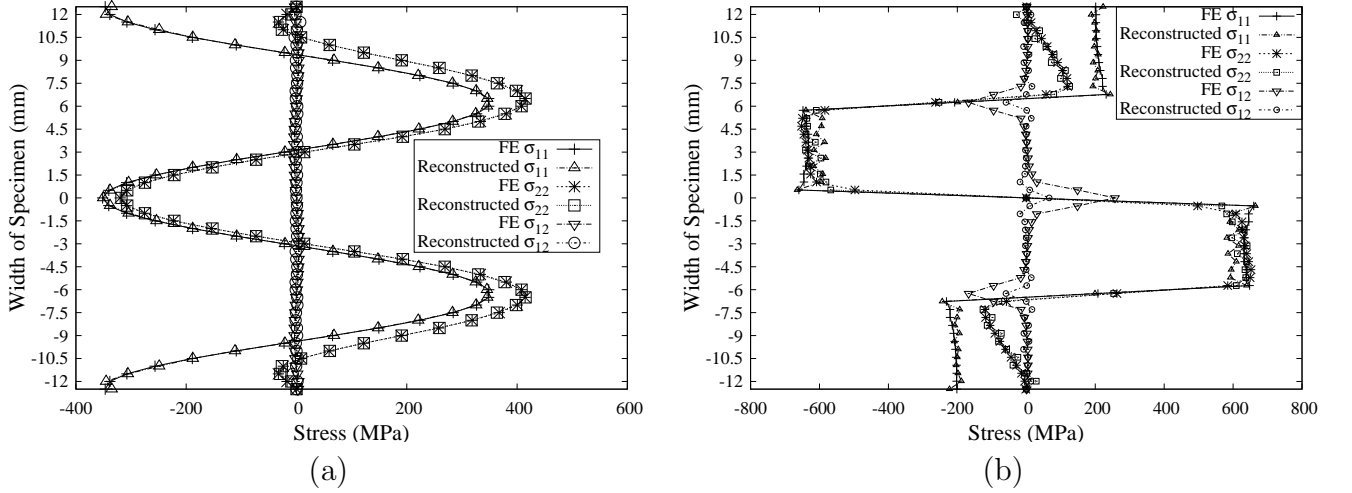 12
10.5
9
7.5
6
4.5
3
1.5
0
-1.5
-3
-4.5
-6
-7.5
-9
-10.5
-12
-400
-200
0
200
400
600
Width of Specimen (mm)
Stress (MPa)
FE σ11
Reconstructed σ11
FE σ22
Reconstructed σ22
FE σ12
Reconstructed σ12
(a)
12
10.5
9
7.5
6
4.5
3
1.5
0
-1.5
-3
-4.5
-6
-7.5
-9
-10.5
-12
-800
-600
-400
-200
0
200
400
600
800
Width of Specimen (mm)
Stress (MPa)
FE σ11
Reconstructed σ11
FE σ22
Reconstructed σ22
FE σ12
Reconstructed σ12
(b)